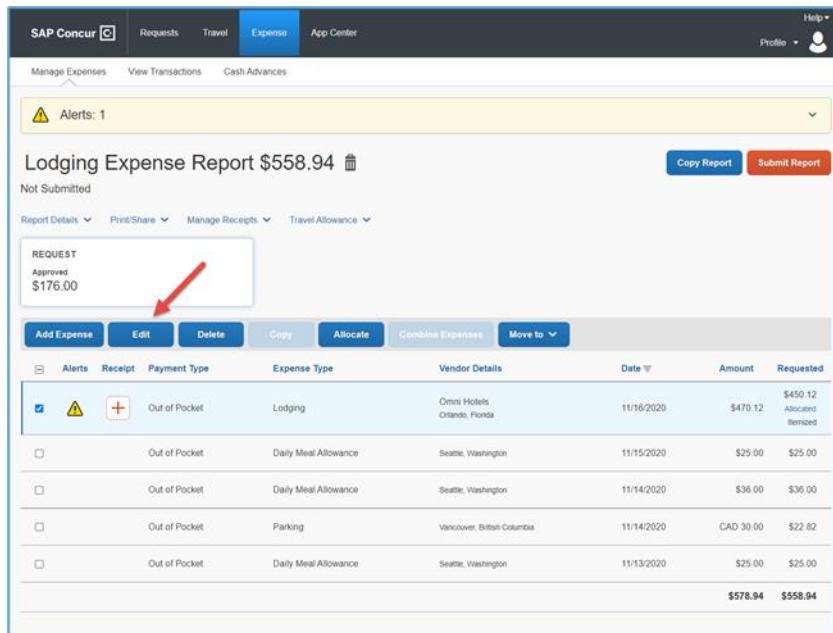 Help
SAP Concur C Requests Travel Expense App Center
Profile
Manage Expenses View Transactions Cash Advances
Alerts: 1
Lodging Expense Report $558.94
Copy Report Submit Report
Not Submitted
Report Details Print/Share Manage Receipts Travel Allowance
REQUEST
Approved
$176.00
Add Expense Edit Delete Copy Allocate Combine Expenses Move to
Alerts Receipt Payment Type Expense Type Vendor Details Date Amount Requested
Out of Pocket Lodging Omni Hotels 11/16/2020 $470.12 $450.12
Orlando, Florida Allocated
Itemized
Out of Pocket Daily Meal Allowance Seattle, Washington 11/15/2020 $25.00 $25.00
Out of Pocket Daily Meal Allowance Seattle, Washington 11/14/2020 $36.00 $36.00
Out of Pocket Parking Vancouver, British Columbia 11/14/2020 CAD 30.00 $22.82
Out of Pocket Daily Meal Allowance Seattle, Washington 11/13/2020 $25.00 $25.00
$578.94 $558.94